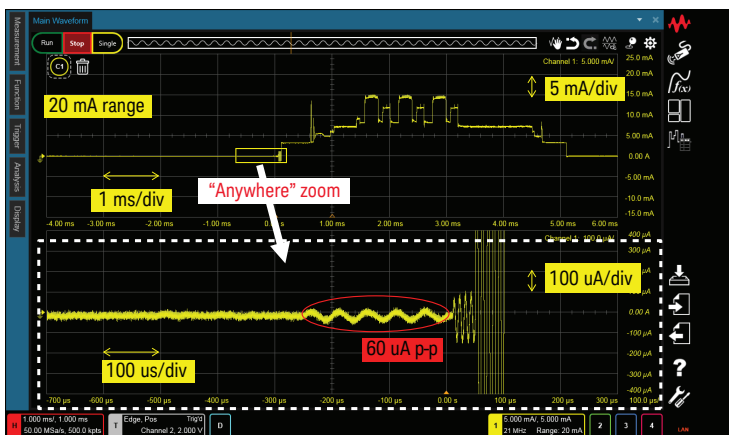 Main Waveform
Measurement
Function
Trigger
Analysis
Display
Run
Stop
Single
C1
Channel 1: 5.000 mA/
25.0 mA
20.0 mA
15.0 mA
10.0 mA
5.00 mA
0.00 A
-5.00 mA
-10.0 mA
-15.0 mA
5 mA/div
20 mA range
1 ms/div
"Anywhere" zoom
-4.00 ms
-3.00 ms
-2.00 ms
1.00 ms
2.00 ms
3.00 ms
4.00 ms
5.00 ms
6.00 ms
f(x)
400 µA
300 µA
100 uA/div
0.00 A
-100 µA
-200 µA
-300 µA
-400 µA
60 uA p-p
100 us/div
-700 µs
-600 µs
-500 µs
-400 µs
-300 µs
-200 µs
-100 µs
0.0 s
100 µs
200 µs
300 µs
100.0 µs/
?
H
1.000 ms/, 1.000 ms
50.00 MSa/s, 500.0 kpts
T
Edge, Pos
Trig'd
Channel 2, 2.000 V
D
1
5.000 mA/, 5.000 mA
21 MHz
Range: 20 mA
2
3
4
LAN